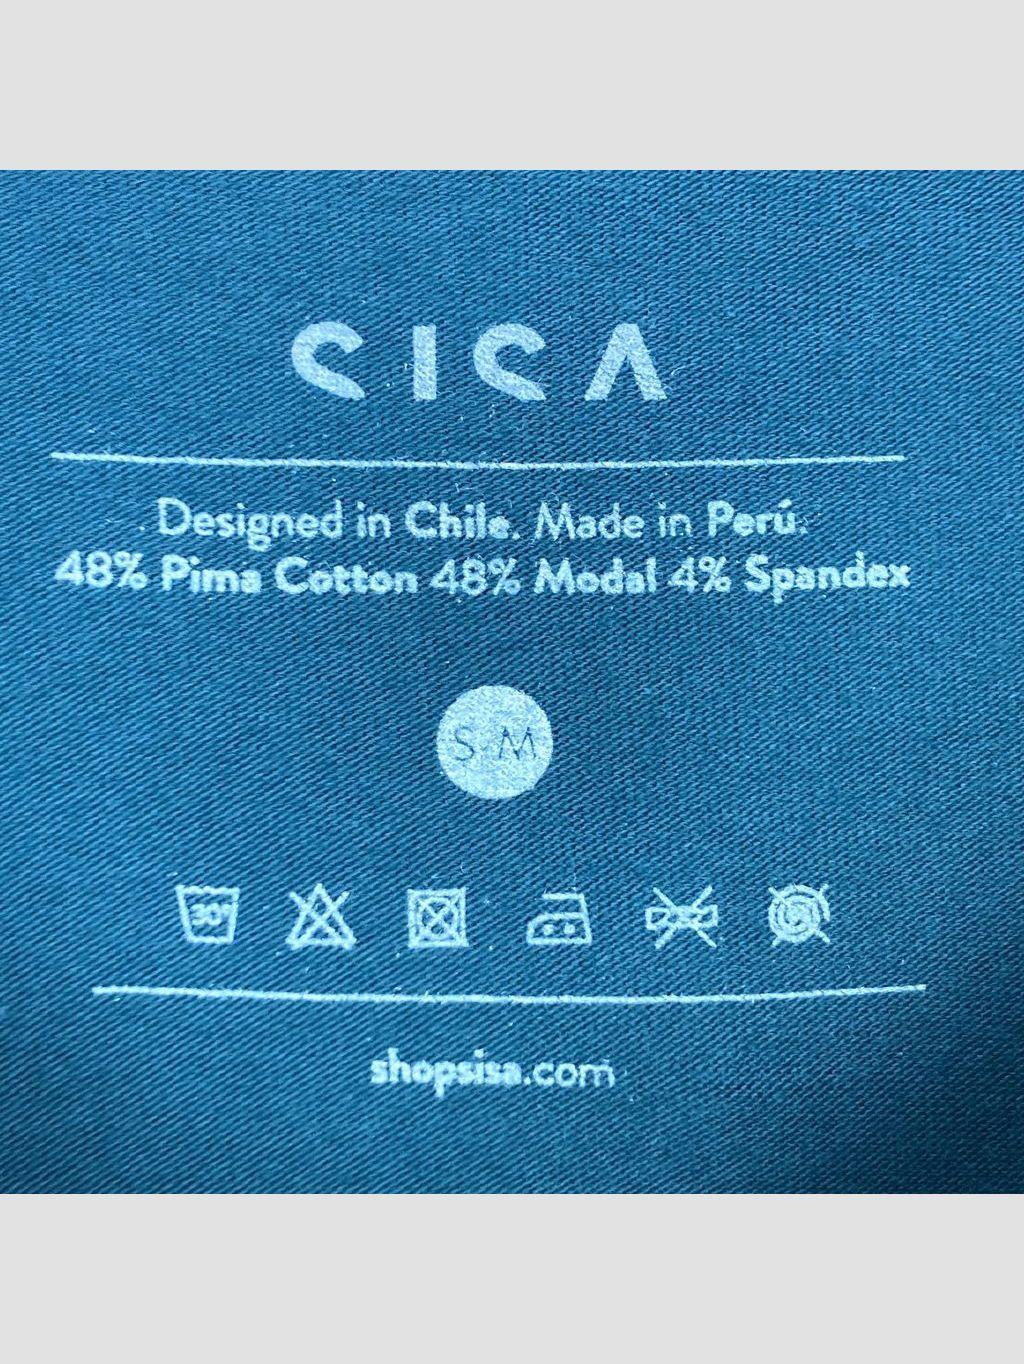 SISA
Designed in Chile. Made in Perú.
48% Pima Cotton 48% Modal 4% Spandex
S M
30°
shopsisa.com